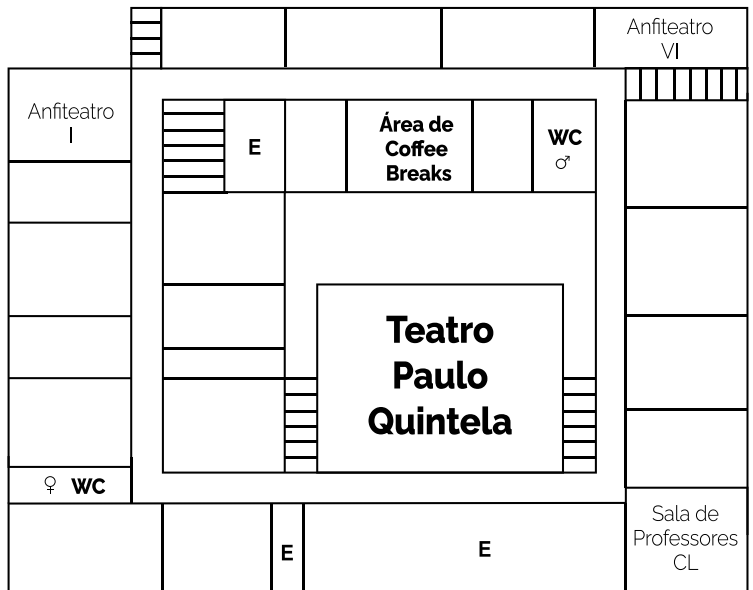 Anfiteatro
VI
Anfiteatro
I
E
Área de
Coffee
Breaks
WC
♂
Teatro
Paulo
Quintela
♀ WC
E
E
Sala de
Professores
CL